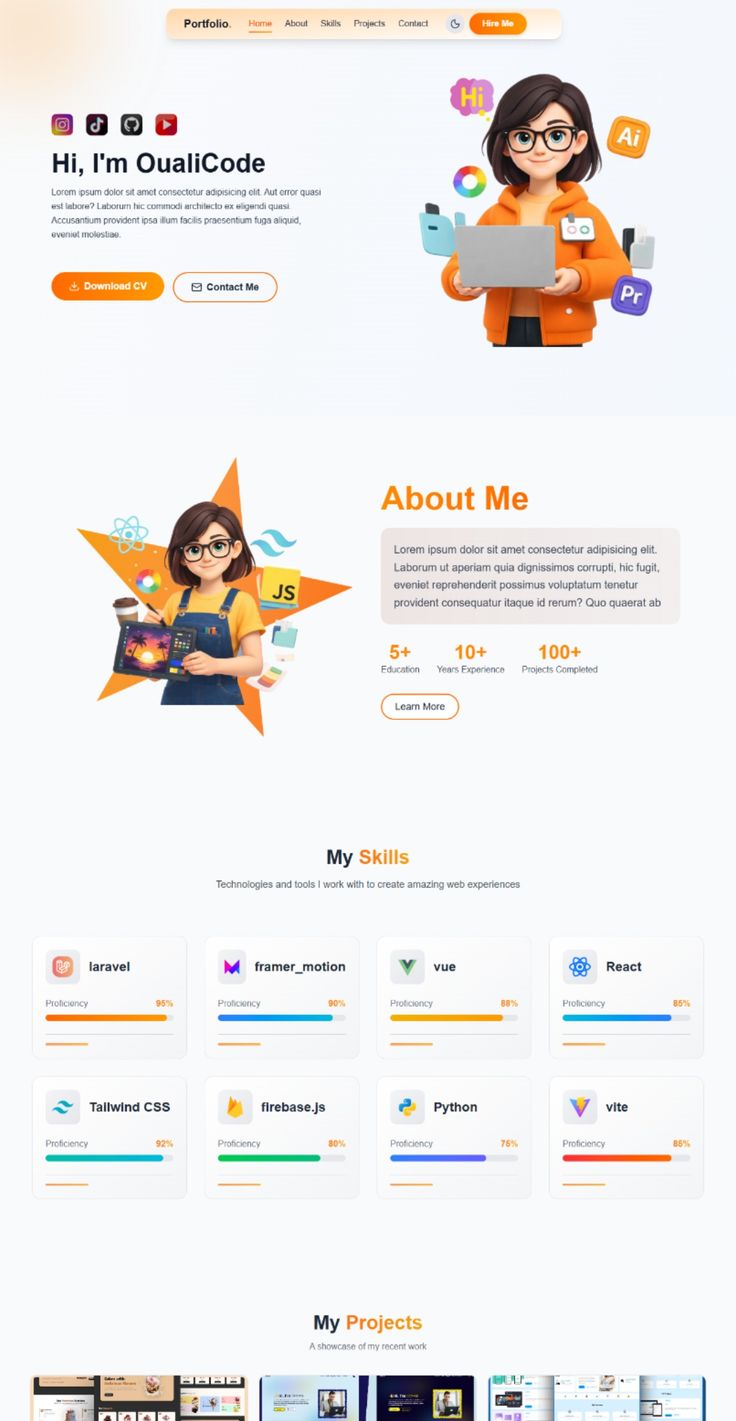 Portfolio.
Home
About
Skills
Projects
Contact
Hire Me
Hi
Ai
Pr
Hi, I'm OualiCode
Lorem ipsum dolor sit amet consectetur adipisicing elit. Aut error quasi
est labore? Laborum hic commodi architecto ex eligendi quasi.
Accusantium provident ipsa illum facilis praesentium fuga aliquid,
eveniet molestiae.
Download CV
Contact Me
JS
About Me
Lorem ipsum dolor sit amet consectetur adipisicing elit.
Laborum ut aperiam quia dignissimos corrupti, hic fugit,
eveniet reprehenderit possimus voluptatum tenetur
provident consequatur itaque id rerum? Quo quaerat ab
5+
Education
10+
Years Experience
100+
Projects Completed
Learn More
My Skills
Technologies and tools I work with to create amazing web experiences
laravel
Proficiency 95%
framer_motion
Proficiency 90%
vue
Proficiency 88%
React
Proficiency 85%
Tailwind CSS
Proficiency 92%
firebase.js
Proficiency 80%
Python
Proficiency 75%
vite
Proficiency 85%
My Projects
A showcase of my recent work